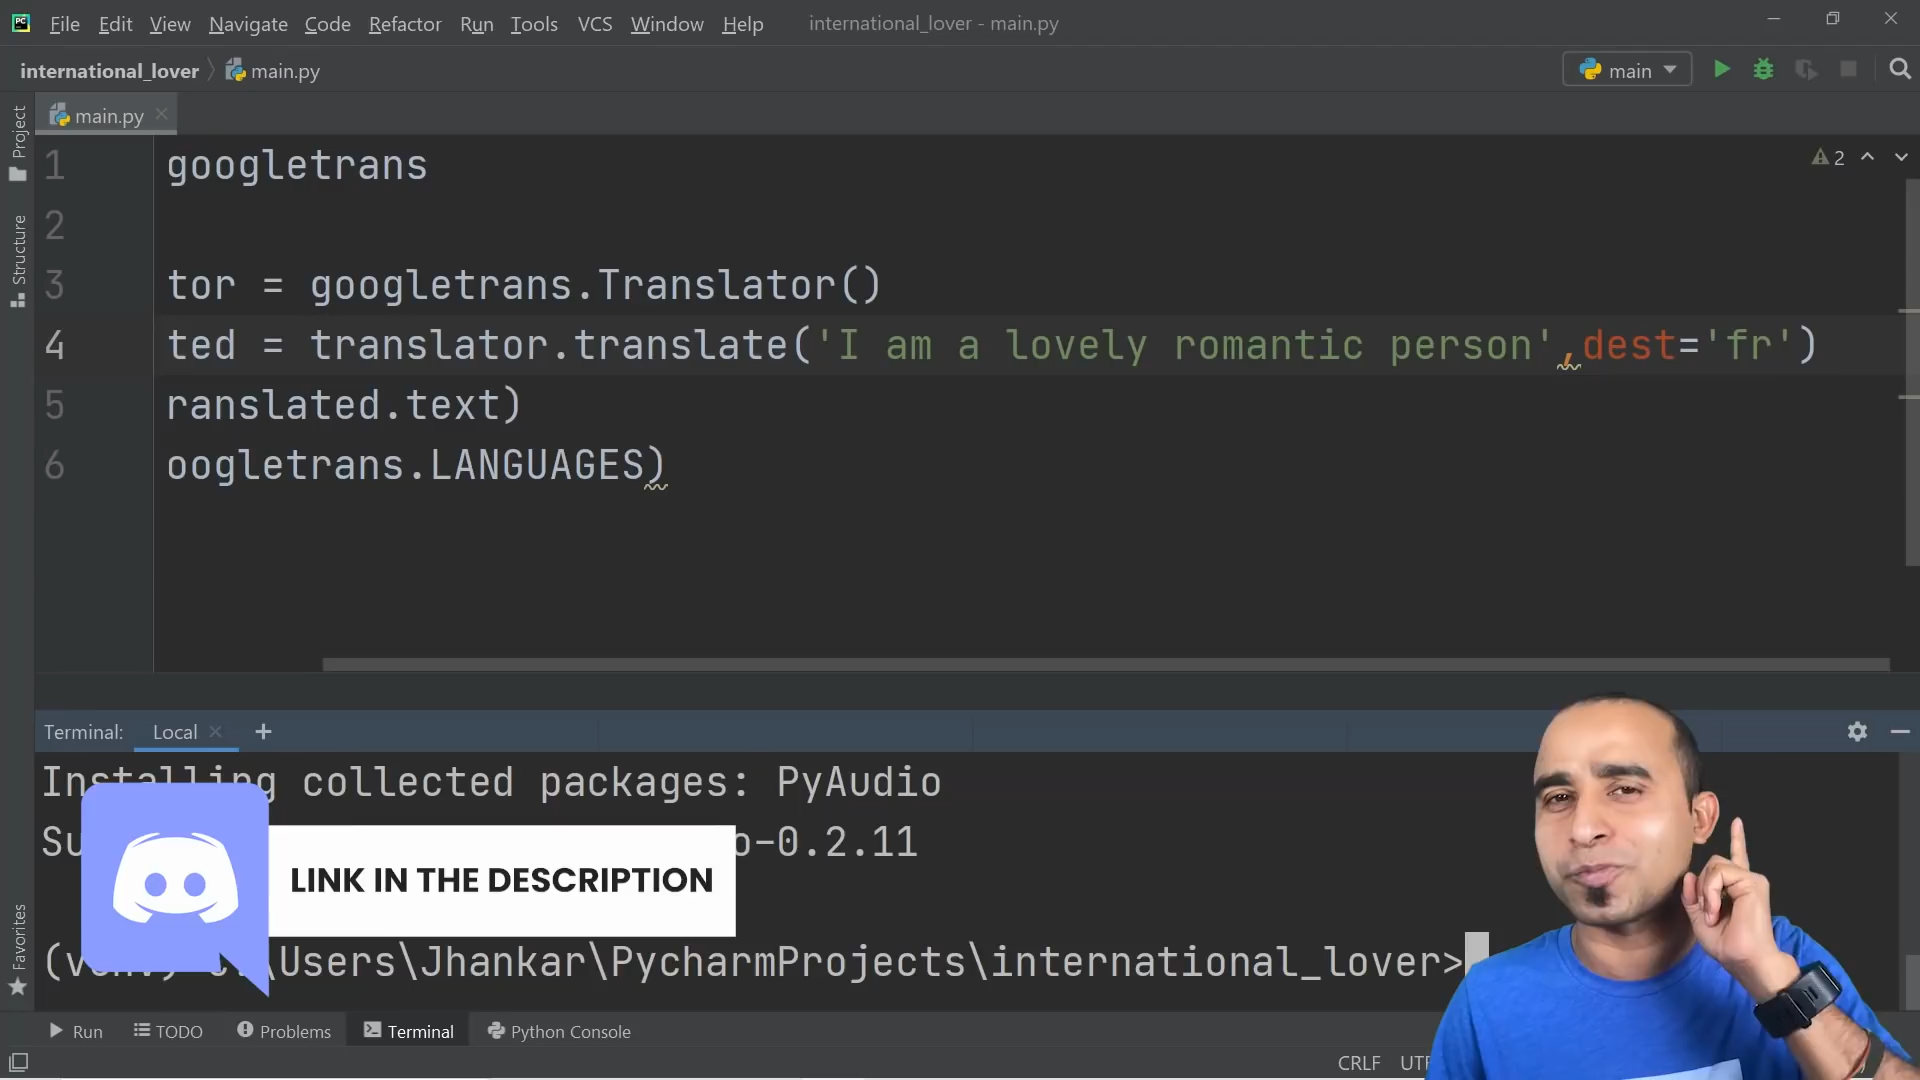 File Edit View Navigate Code Refactor Run Tools VCS Window Help international_lover - main.py
international_lover main.py main
main.py
Project
Structure
Favorites
2
1 googletrans
2
3 tor = googletrans.Translator()
4 ted = translator.translate('I am a lovely romantic person',dest='fr')
5 ranslated.text)
6 oogletrans.LANGUAGES)
Terminal: Local
Installing collected packages: PyAudio
Su o-0.2.11
LINK IN THE DESCRIPTION
(venv) C:\Users\Jhankar\PycharmProjects\international_lover>
Run TODO Problems Terminal Python Console
CRLF UTF